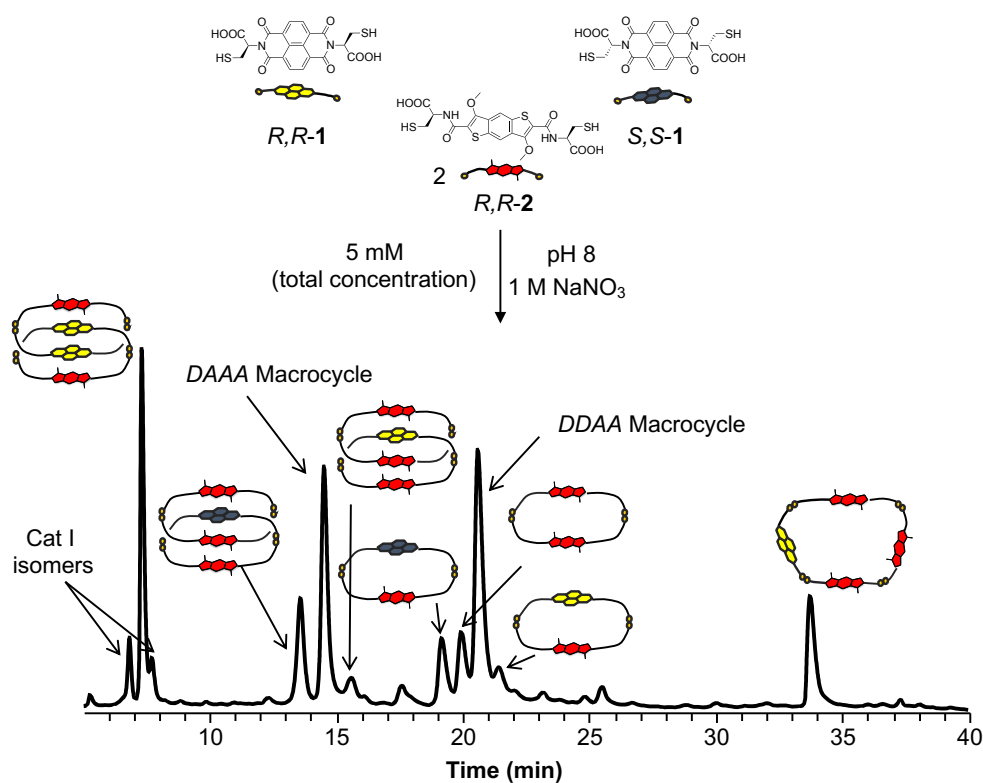 HOOC
HS
O
O
N
N
O
O
SH
COOH
R,R-1
HOOC
HS
O
O
N
N
O
O
SH
COOH
S,S-1
HOOC
HS
NH
O
O
S
S
O
O
HN
SH
COOH
2
R,R-2
5 mM
(total concentration)
pH 8
1 M NaNO₃
DAAA Macrocycle
DDAA Macrocycle
Cat I
isomers
10 15 20 25 30 35 40
Time (min)